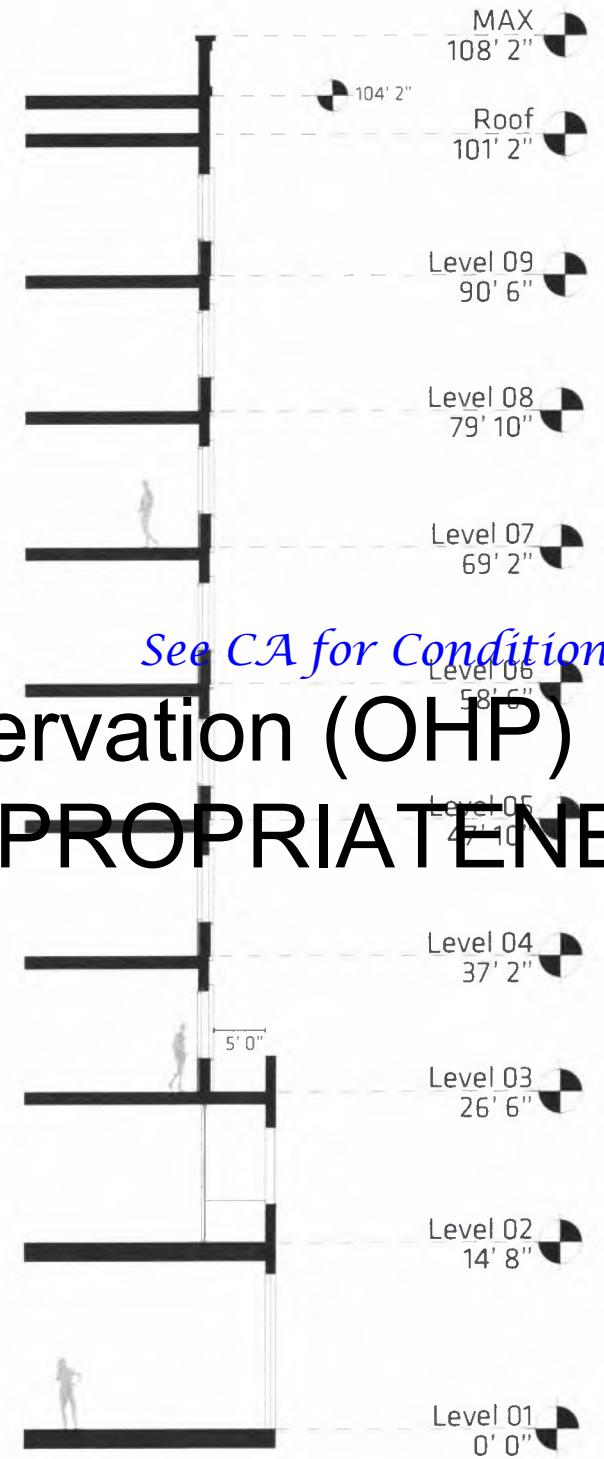 MAX
108' 2"
104' 2"
Roof
101' 2"
Level 09
90' 6"
Level 08
79' 10"
Level 07
69' 2"
See CA for Condition
Level 06
58' 6"
ervation (OHP)
Level 05
47' 10"
PROPRIATENE
Level 04
37' 2"
5' 0"
Level 03
26' 6"
Level 02
14' 8"
Level 01
0' 0"